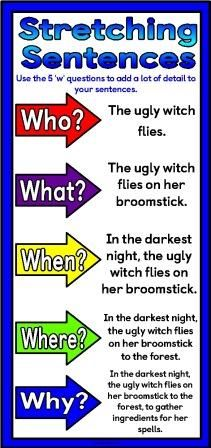 Stretching
Sentences
Use the 5 'w' questions to add a lot of detail to
your sentences.
Who?
The ugly witch
flies.
What?
The ugly witch
flies on her
broomstick.
When?
In the darkest
night, the ugly
witch flies on
her broomstick.
Where?
In the darkest night,
the ugly witch flies
on her broomstick
to the forest.
Why?
In the darkest night,
the ugly witch flies on
her broomstick to the
forest, to gather
ingredients for her
spells.